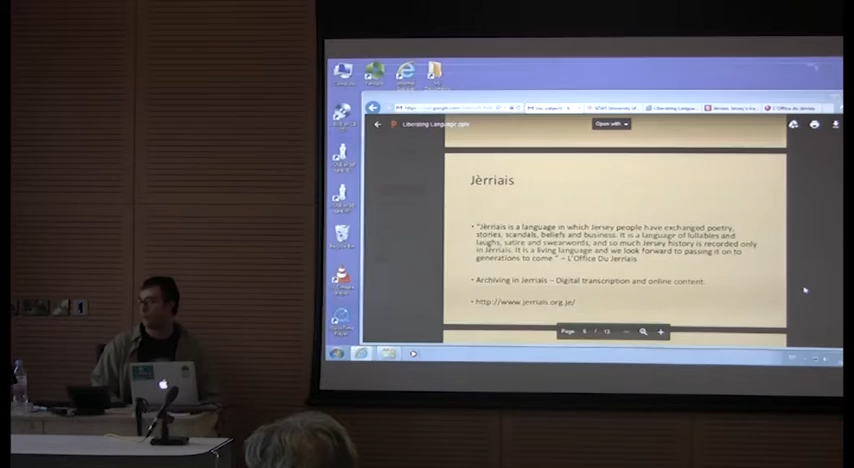 Liberating Language.pptx
Open with
Jèrriais
• "Jèrriais is a language in which Jersey people have exchanged poetry,
stories, scandals, beliefs and business. It is a language of lullabies and
laughs, satire and swearwords, and so much Jersey history is recorded only
in Jèrriais. It is a living language and we look forward to passing it on to
generations to come." – L'Office Du Jèrriais
• Archiving in Jèrriais – Digital transcription and online content
• http://www.jerriais.org.je/
Page 6 / 13